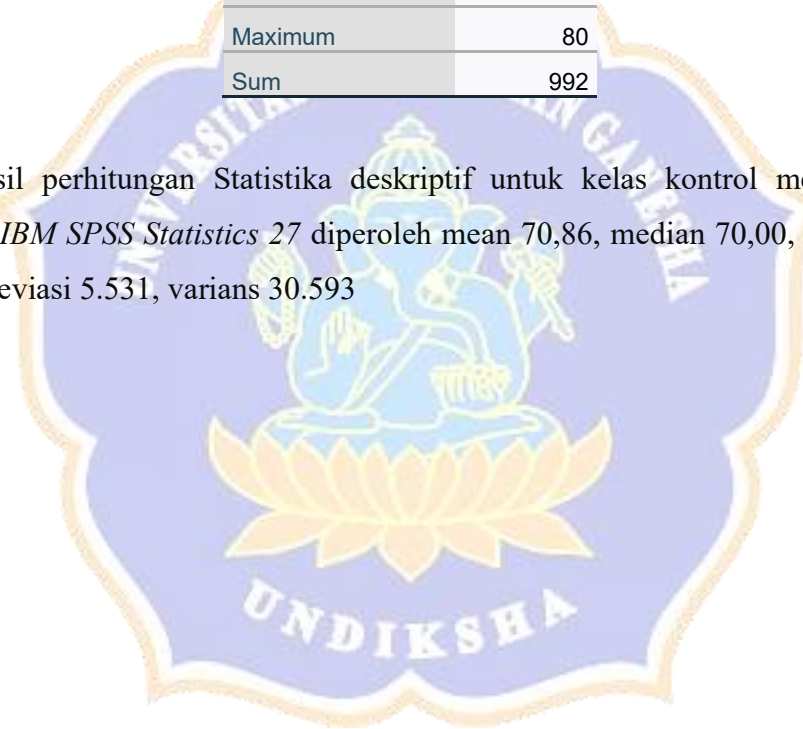 Maximum 80
Sum 992
sil perhitungan Statistika deskriptif untuk kelas kontrol
IBM SPSS Statistics 27 diperoleh mean 70,86, median 70,00,
eviasi 5.531, varians 30.593
UNDIKSHA